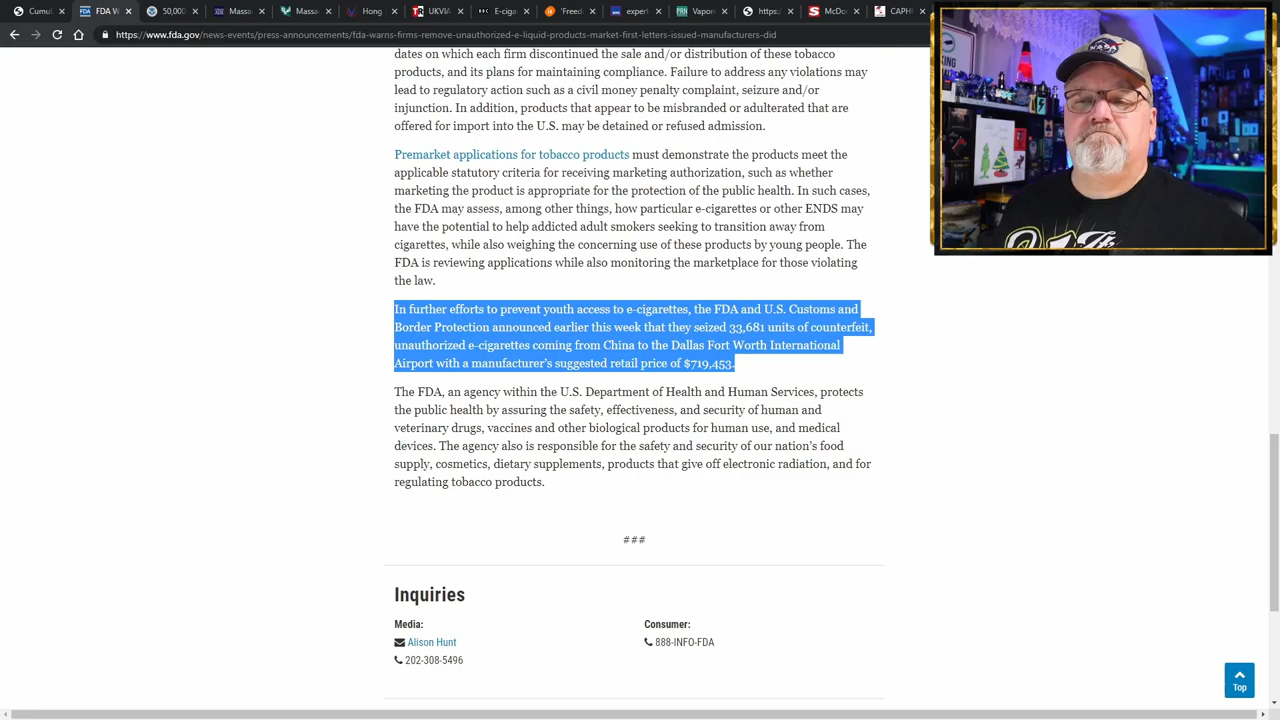 Cumul
FDA W
50,000
Massa
Massa
Hong
UKVIA
E-ciga
'Freed
expert
Vapor
https:/
McDo
CAPH
https://www.fda.gov/news-events/press-announcements/fda-warns-firms-remove-unauthorized-e-liquid-products-market-first-letters-issued-manufacturers-did
dates on which each firm discontinued the sale and/or distribution of these tobacco
products, and its plans for maintaining compliance. Failure to address any violations may
lead to regulatory action such as a civil money penalty complaint, seizure and/or
injunction. In addition, products that appear to be misbranded or adulterated that are
offered for import into the U.S. may be detained or refused admission.
Premarket applications for tobacco products must demonstrate the products meet the
applicable statutory criteria for receiving marketing authorization, such as whether
marketing the product is appropriate for the protection of the public health. In such cases,
the FDA may assess, among other things, how particular e-cigarettes or other ENDS may
have the potential to help addicted adult smokers seeking to transition away from
cigarettes, while also weighing the concerning use of these products by young people. The
FDA is reviewing applications while also monitoring the marketplace for those violating
the law.
In further efforts to prevent youth access to e-cigarettes, the FDA and U.S. Customs and
Border Protection announced earlier this week that they seized 33,681 units of counterfeit,
unauthorized e-cigarettes coming from China to the Dallas Fort Worth International
Airport with a manufacturer's suggested retail price of $719,453.
The FDA, an agency within the U.S. Department of Health and Human Services, protects
the public health by assuring the safety, effectiveness, and security of human and
veterinary drugs, vaccines and other biological products for human use, and medical
devices. The agency also is responsible for the safety and security of our nation's food
supply, cosmetics, dietary supplements, products that give off electronic radiation, and for
regulating tobacco products.
###
Inquiries
Media:
Alison Hunt
202-308-5496
Consumer:
888-INFO-FDA
Top
NASA